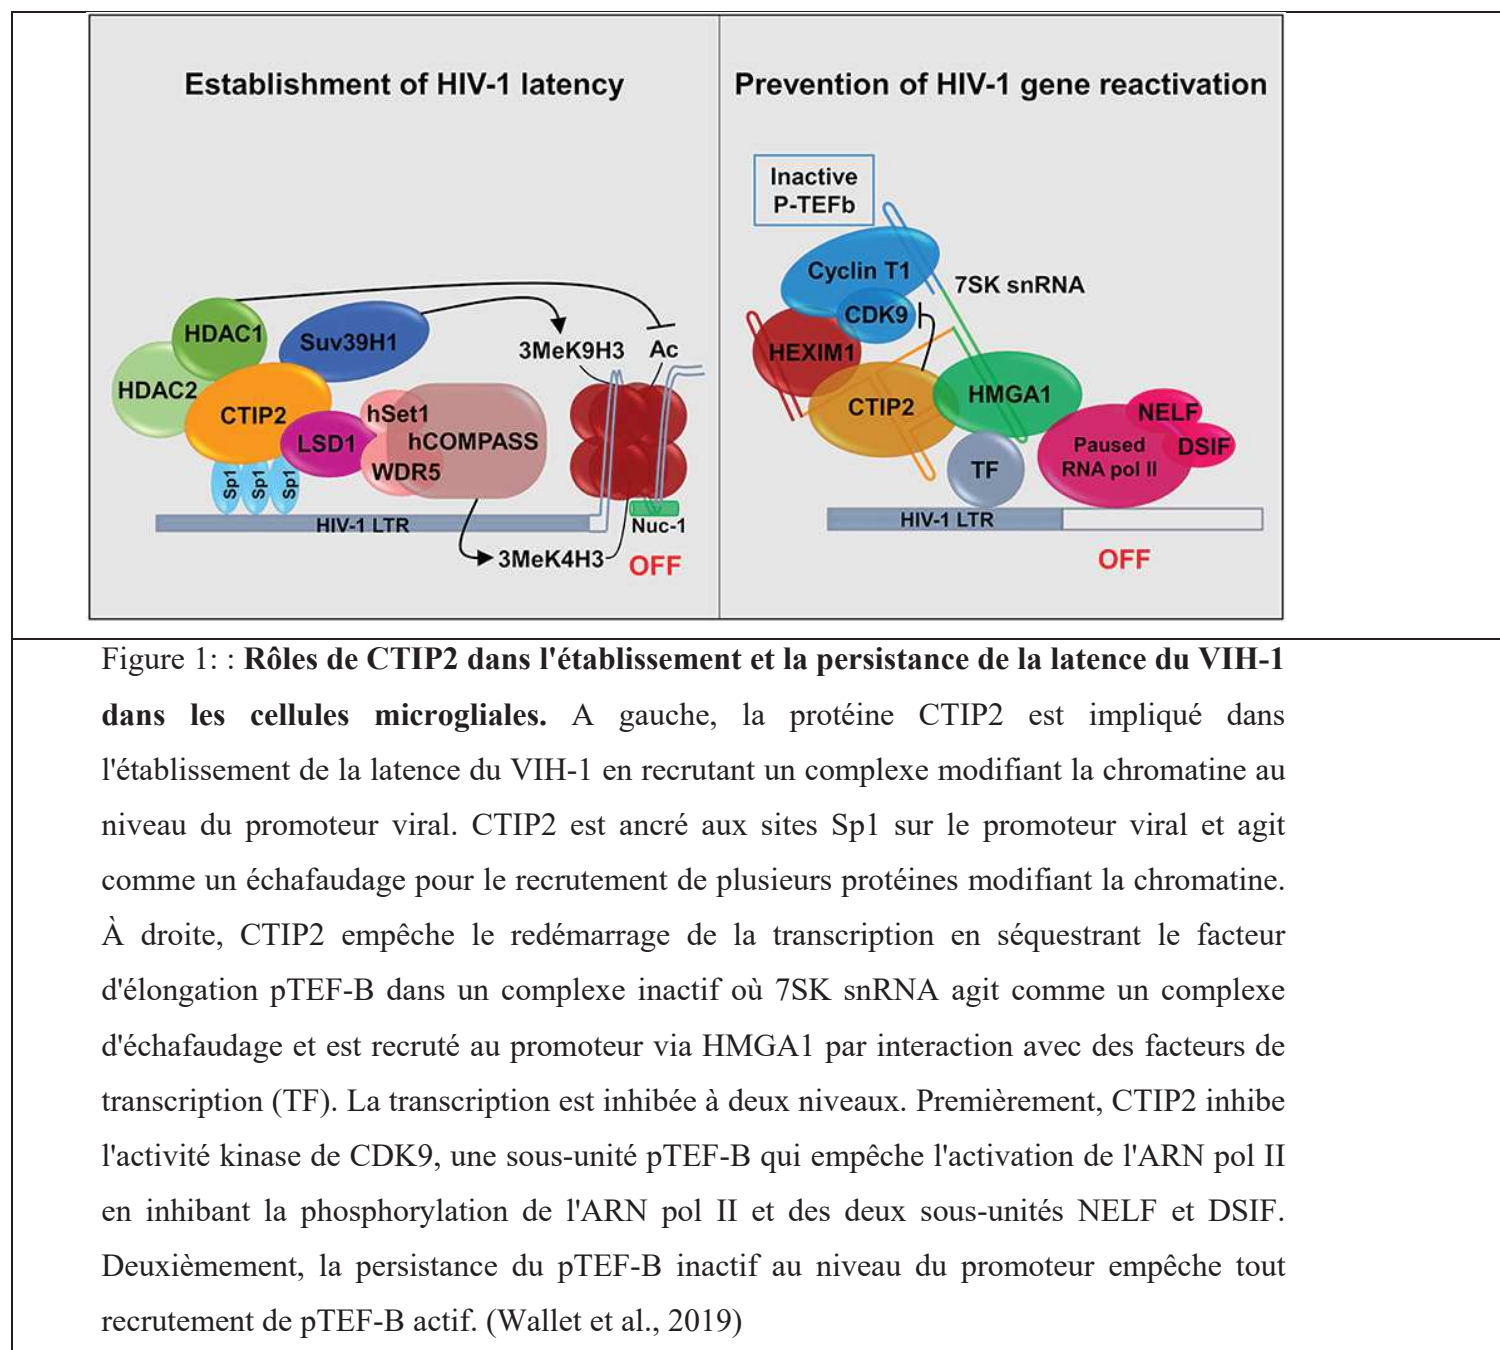 Establishment of HIV-1 latency
HDAC1
HDAC2
Suv39H1
CTIP2
LSD1
hSet1
hCOMPASS
WDR5
Sp1
Sp1
Sp1
HIV-1 LTR
3MeK9H3
Ac
Nuc-1
3MeK4H3
OFF
Prevention of HIV-1 gene reactivation
Inactive
P-TEFb
Cyclin T1
CDK9
7SK snRNA
HEXIM1
CTIP2
HMGA1
TF
Paused
RNA pol II
NELF
DSIF
HIV-1 LTR
OFF
Figure 1: : Rôles de CTIP2 dans l'établissement et la persistance de la latence du VIH-1
dans les cellules microgliales. A gauche, la protéine CTIP2 est impliqué dans
l'établissement de la latence du VIH-1 en recrutant un complexe modifiant la chromatine au
niveau du promoteur viral. CTIP2 est ancré aux sites Sp1 sur le promoteur viral et agit
comme un échafaudage pour le recrutement de plusieurs protéines modifiant la chromatine.
À droite, CTIP2 empêche le redémarrage de la transcription en séquestrant le facteur
d'élongation pTEF-B dans un complexe inactif où 7SK snRNA agit comme un complexe
d'échafaudage et est recruté au promoteur via HMGA1 par interaction avec des facteurs de
transcription (TF). La transcription est inhibée à deux niveaux. Premièrement, CTIP2 inhibe
l'activité kinase de CDK9, une sous-unité pTEF-B qui empêche l'activation de l'ARN pol II
en inhibant la phosphorylation de l'ARN pol II et des deux sous-unités NELF et DSIF.
Deuxièmement, la persistance du pTEF-B inactif au niveau du promoteur empêche tout
recrutement de pTEF-B actif. (Wallet et al., 2019)